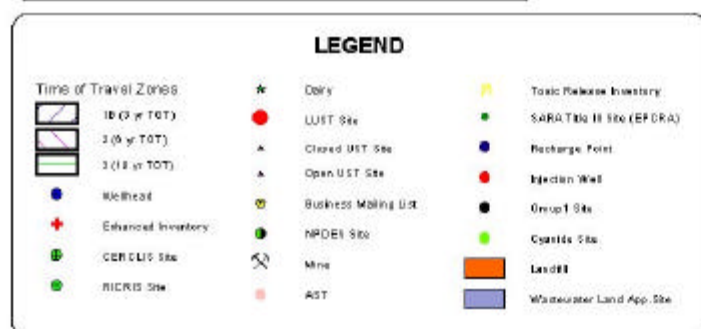 LEGEND
Time of Travel Zones
1B (3 yr TOT)
2 (6 yr TOT)
3 (10 yr TOT)
Wellhead
Enhanced Inventory
CERCLIS Site
RICRIS Site
Dairy
LUST Site
Closed UST Site
Open UST Site
Business Mailing List
NPDES Site
Mine
AST
Toxic Release Inventory
SARA Title III Site (EPCRA)
Recharge Point
Injection Well
Group1 Site
Cyanide Site
Landfill
Wastewater Land App. Site